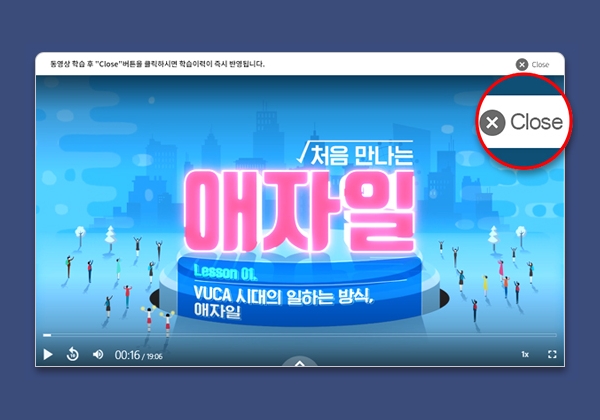 동영상 학습 후 "Close"버튼을 클릭하시면 학습이력이 즉시 반영됩니다.
Close
Close
처음 만나는
애자일
Lesson 01.
VUCA 시대의 일하는 방식,
애자일
00:16 / 19:06
1x